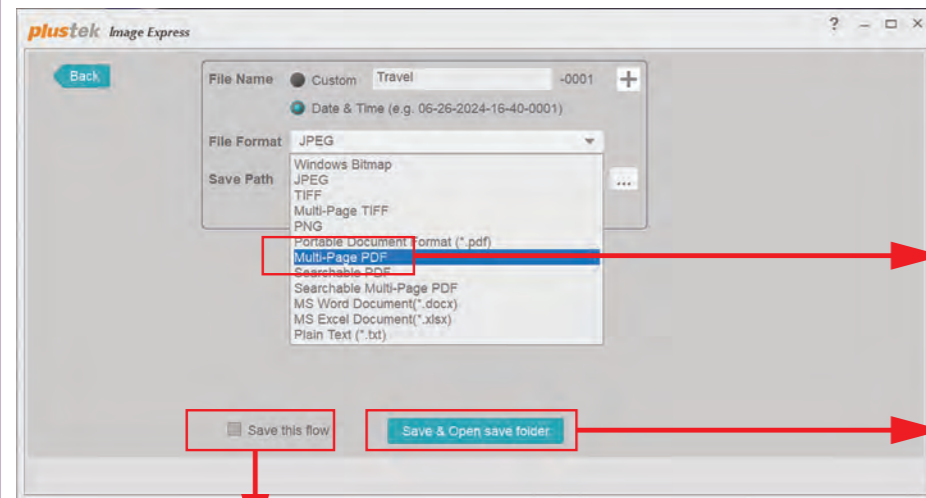 plustek Image Express
? 
Back
File Name Custom Travel -0001 +
Date & Time (e.g. 06-26-2024-16-40-0001)
File Format JPEG
Save Path ...
Windows Bitmap
JPEG
TIFF
Multi-Page TIFF
PNG
Portable Document Format (*.pdf)
Multi-Page PDF
Searchable PDF
Searchable Multi-Page PDF
MS Word Document(*.docx)
MS Excel Document(*.xlsx)
Plain Text (*.txt)
Save this flow
Save & Open save folder